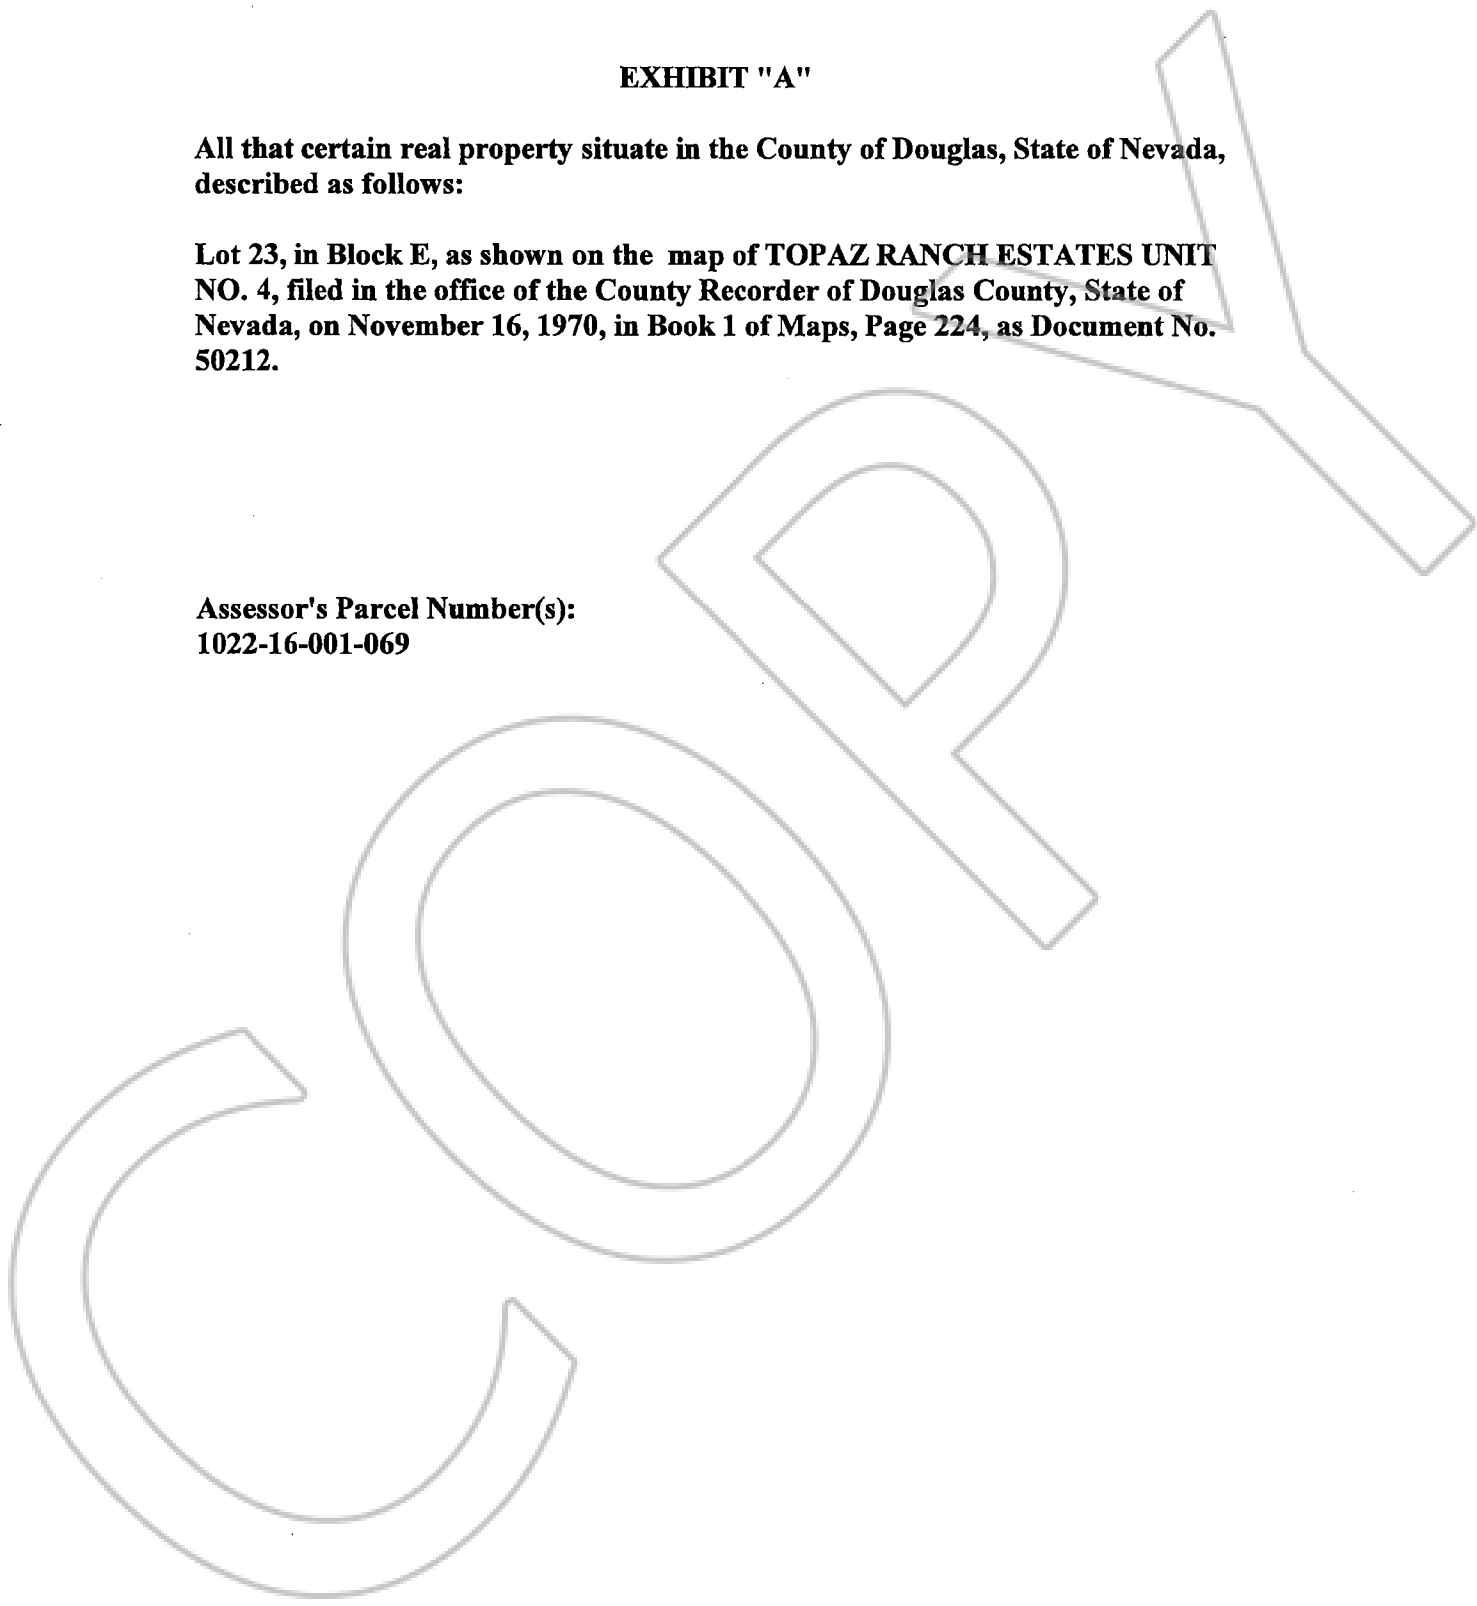 EXHIBIT "A"
All that certain real property situate in the County of Douglas, State of Nevada,
described as follows:
Lot 23, in Block E, as shown on the map of TOPAZ RANCH ESTATES UNIT
NO. 4, filed in the office of the County Recorder of Douglas County, State of
Nevada, on November 16, 1970, in Book 1 of Maps, Page 224, as Document No.
50212.
Assessor's Parcel Number(s):
1022-16-001-069
COPY